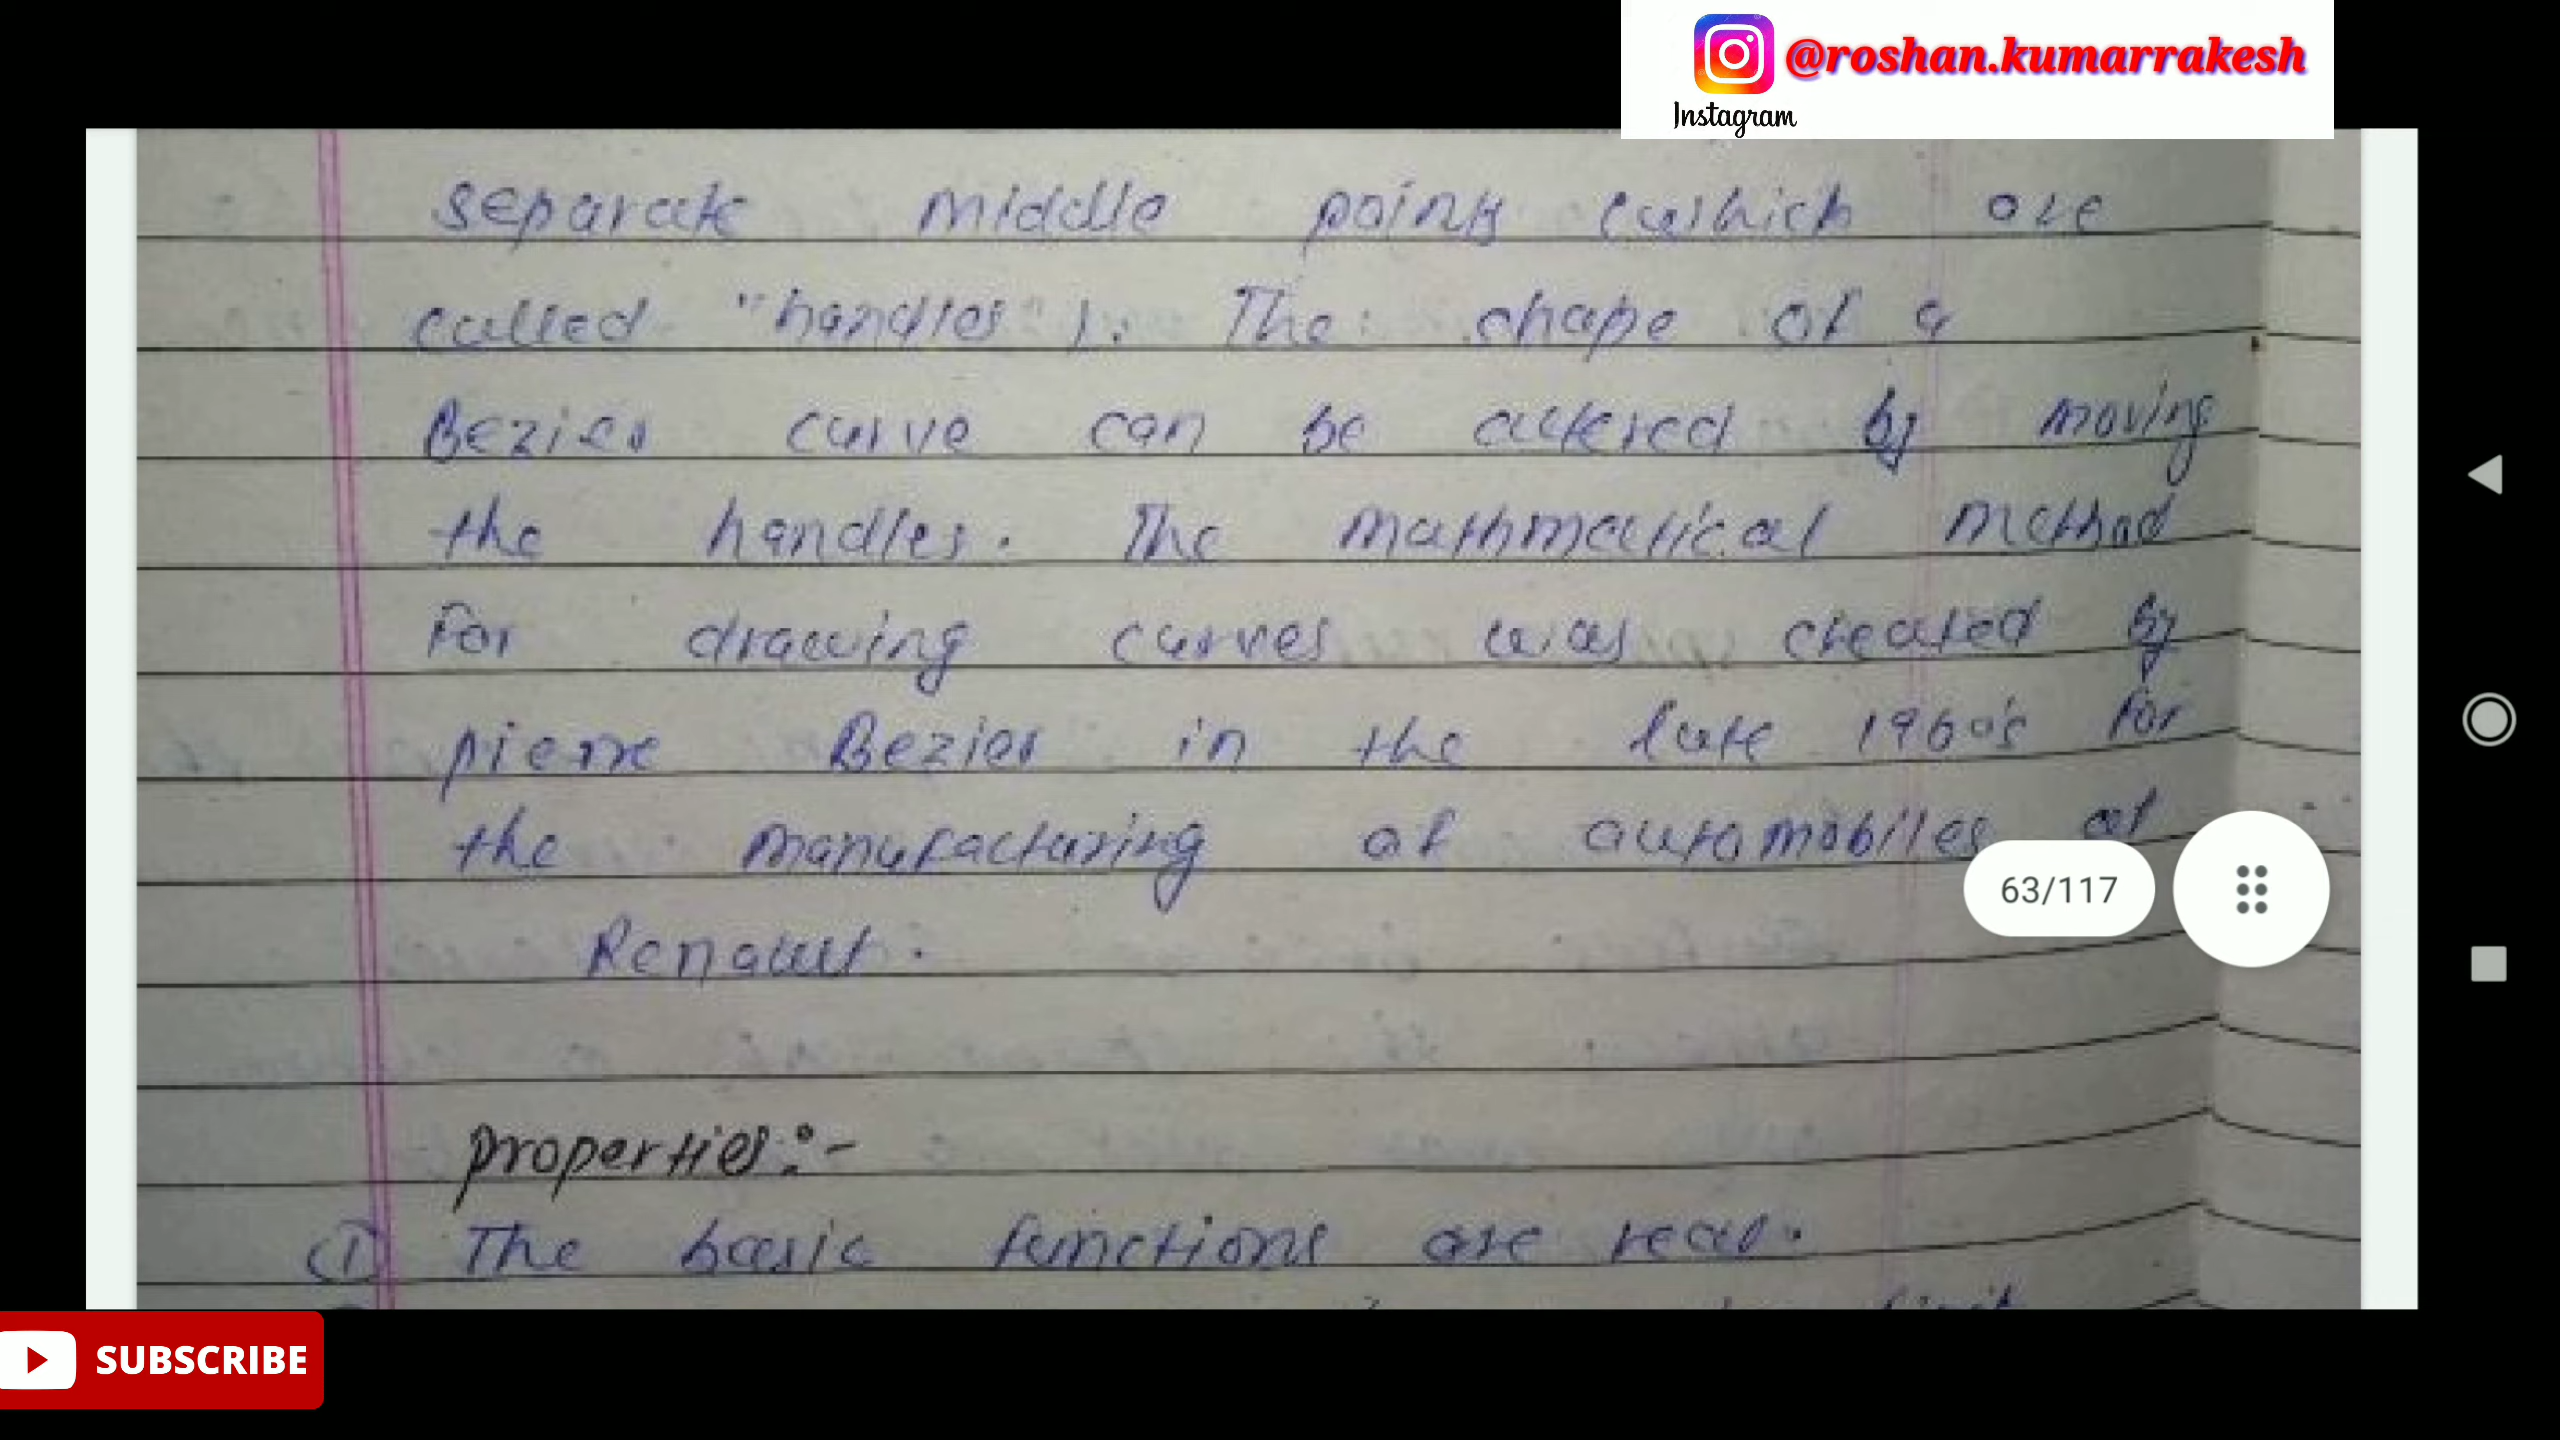 @roshan.kumarrakesh
Instagram
separate middle points (which are
called "handles"). The shape of a
Bezier curve can be altered by moving
the handles. The mathmatical method
For drawing curves was created by
pierre Bezier in the late 1960's For
the manufacturing of automobiles at
63/117
Renault.
properties:-
(1) The basic functions are real.
SUBSCRIBE